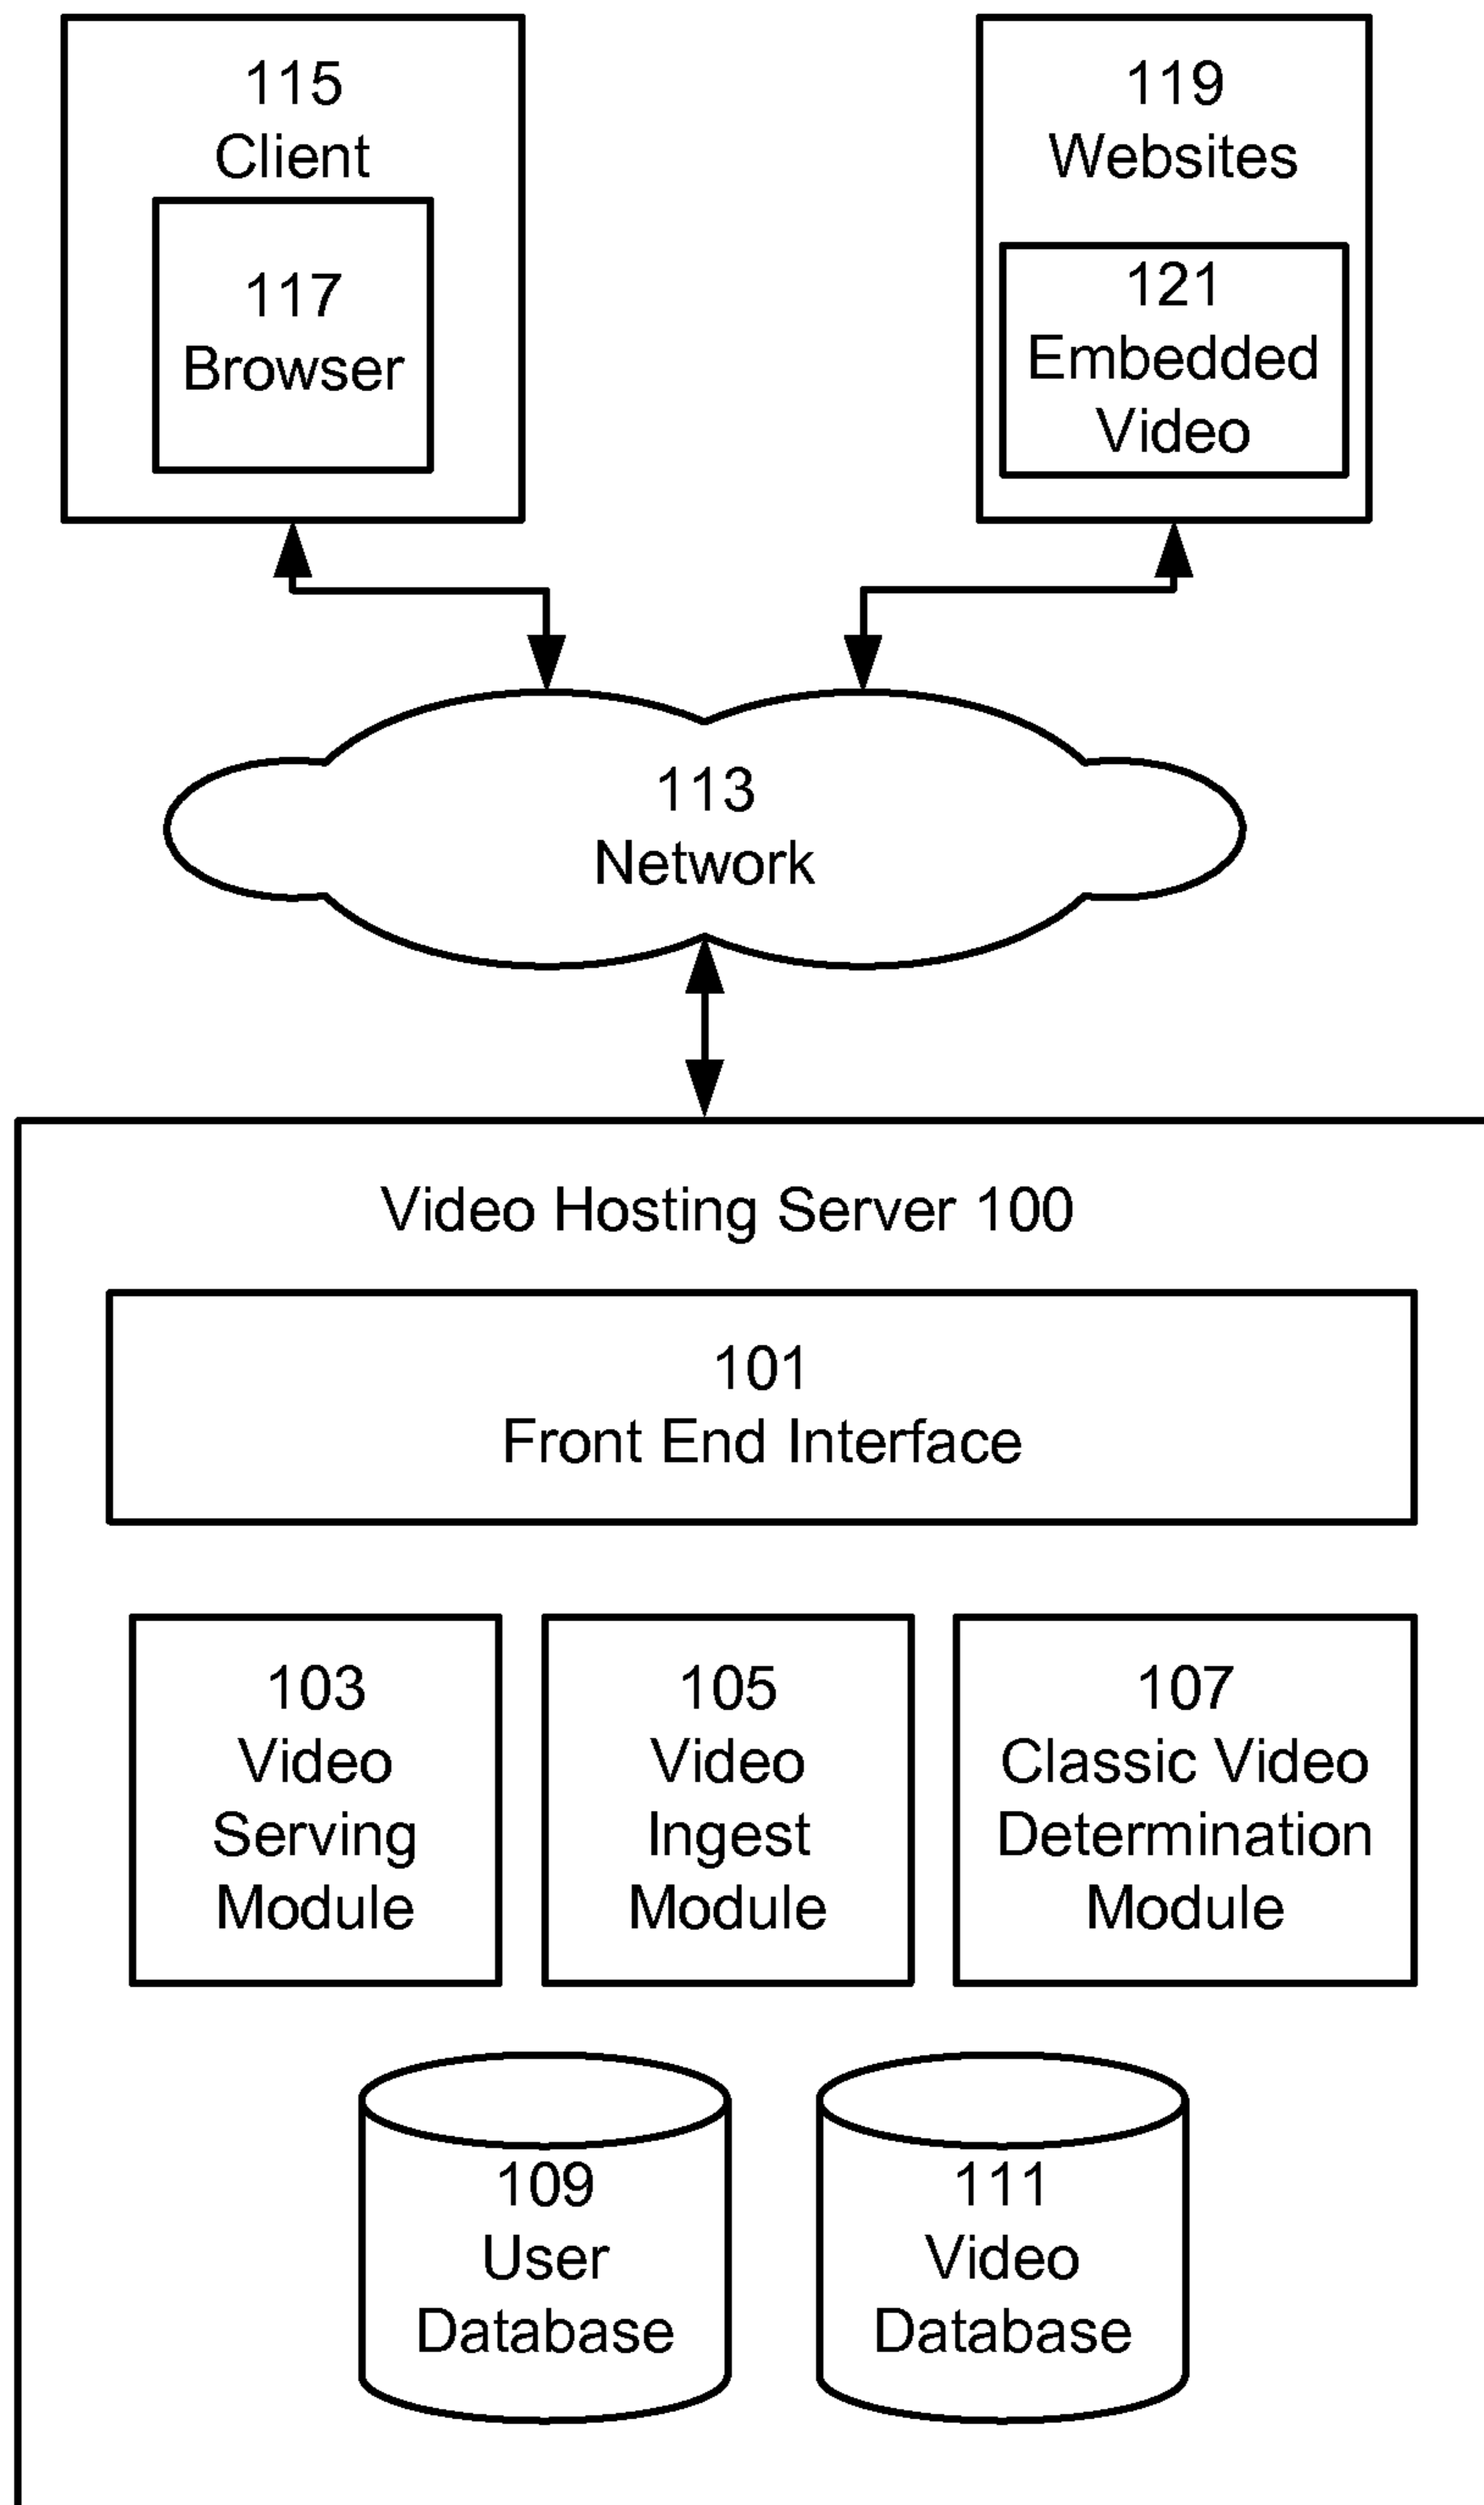 115
Client
117
Browser
119
Websites
121
Embedded
Video
113
Network
Video Hosting Server 100
101
Front End Interface
103
Video
Serving
Module
105
Video
Ingest
Module
107
Classic Video
Determination
Module
109
User
Database
111
Video
Database